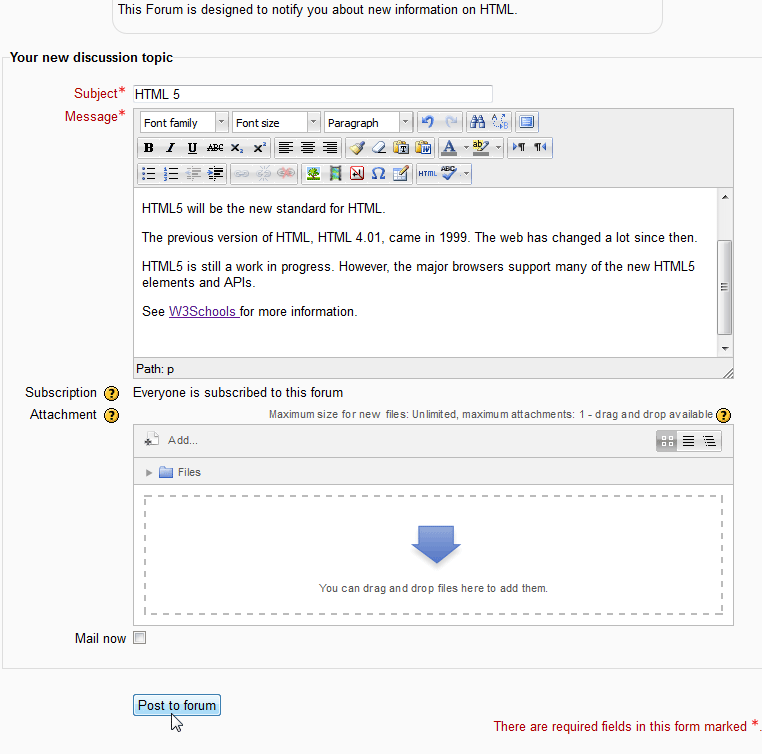 This Forum is designed to notify you about new information on HTML.
Your new discussion topic
Subject* HTML 5
Message*
Font family Font size Paragraph
B I U ABC x₂ x² A ab
HTML ABC
HTML5 will be the new standard for HTML.
The previous version of HTML, HTML 4.01, came in 1999. The web has changed a lot since then.
HTML5 is still a work in progress. However, the major browsers support many of the new HTML5
elements and APIs.
See W3Schools for more information.
Path: p
Subscription ? Everyone is subscribed to this forum
Attachment ? Maximum size for new files: Unlimited, maximum attachments: 1 - drag and drop available ?
Add...
Files
You can drag and drop files here to add them.
Mail now
Post to forum
There are required fields in this form marked *.